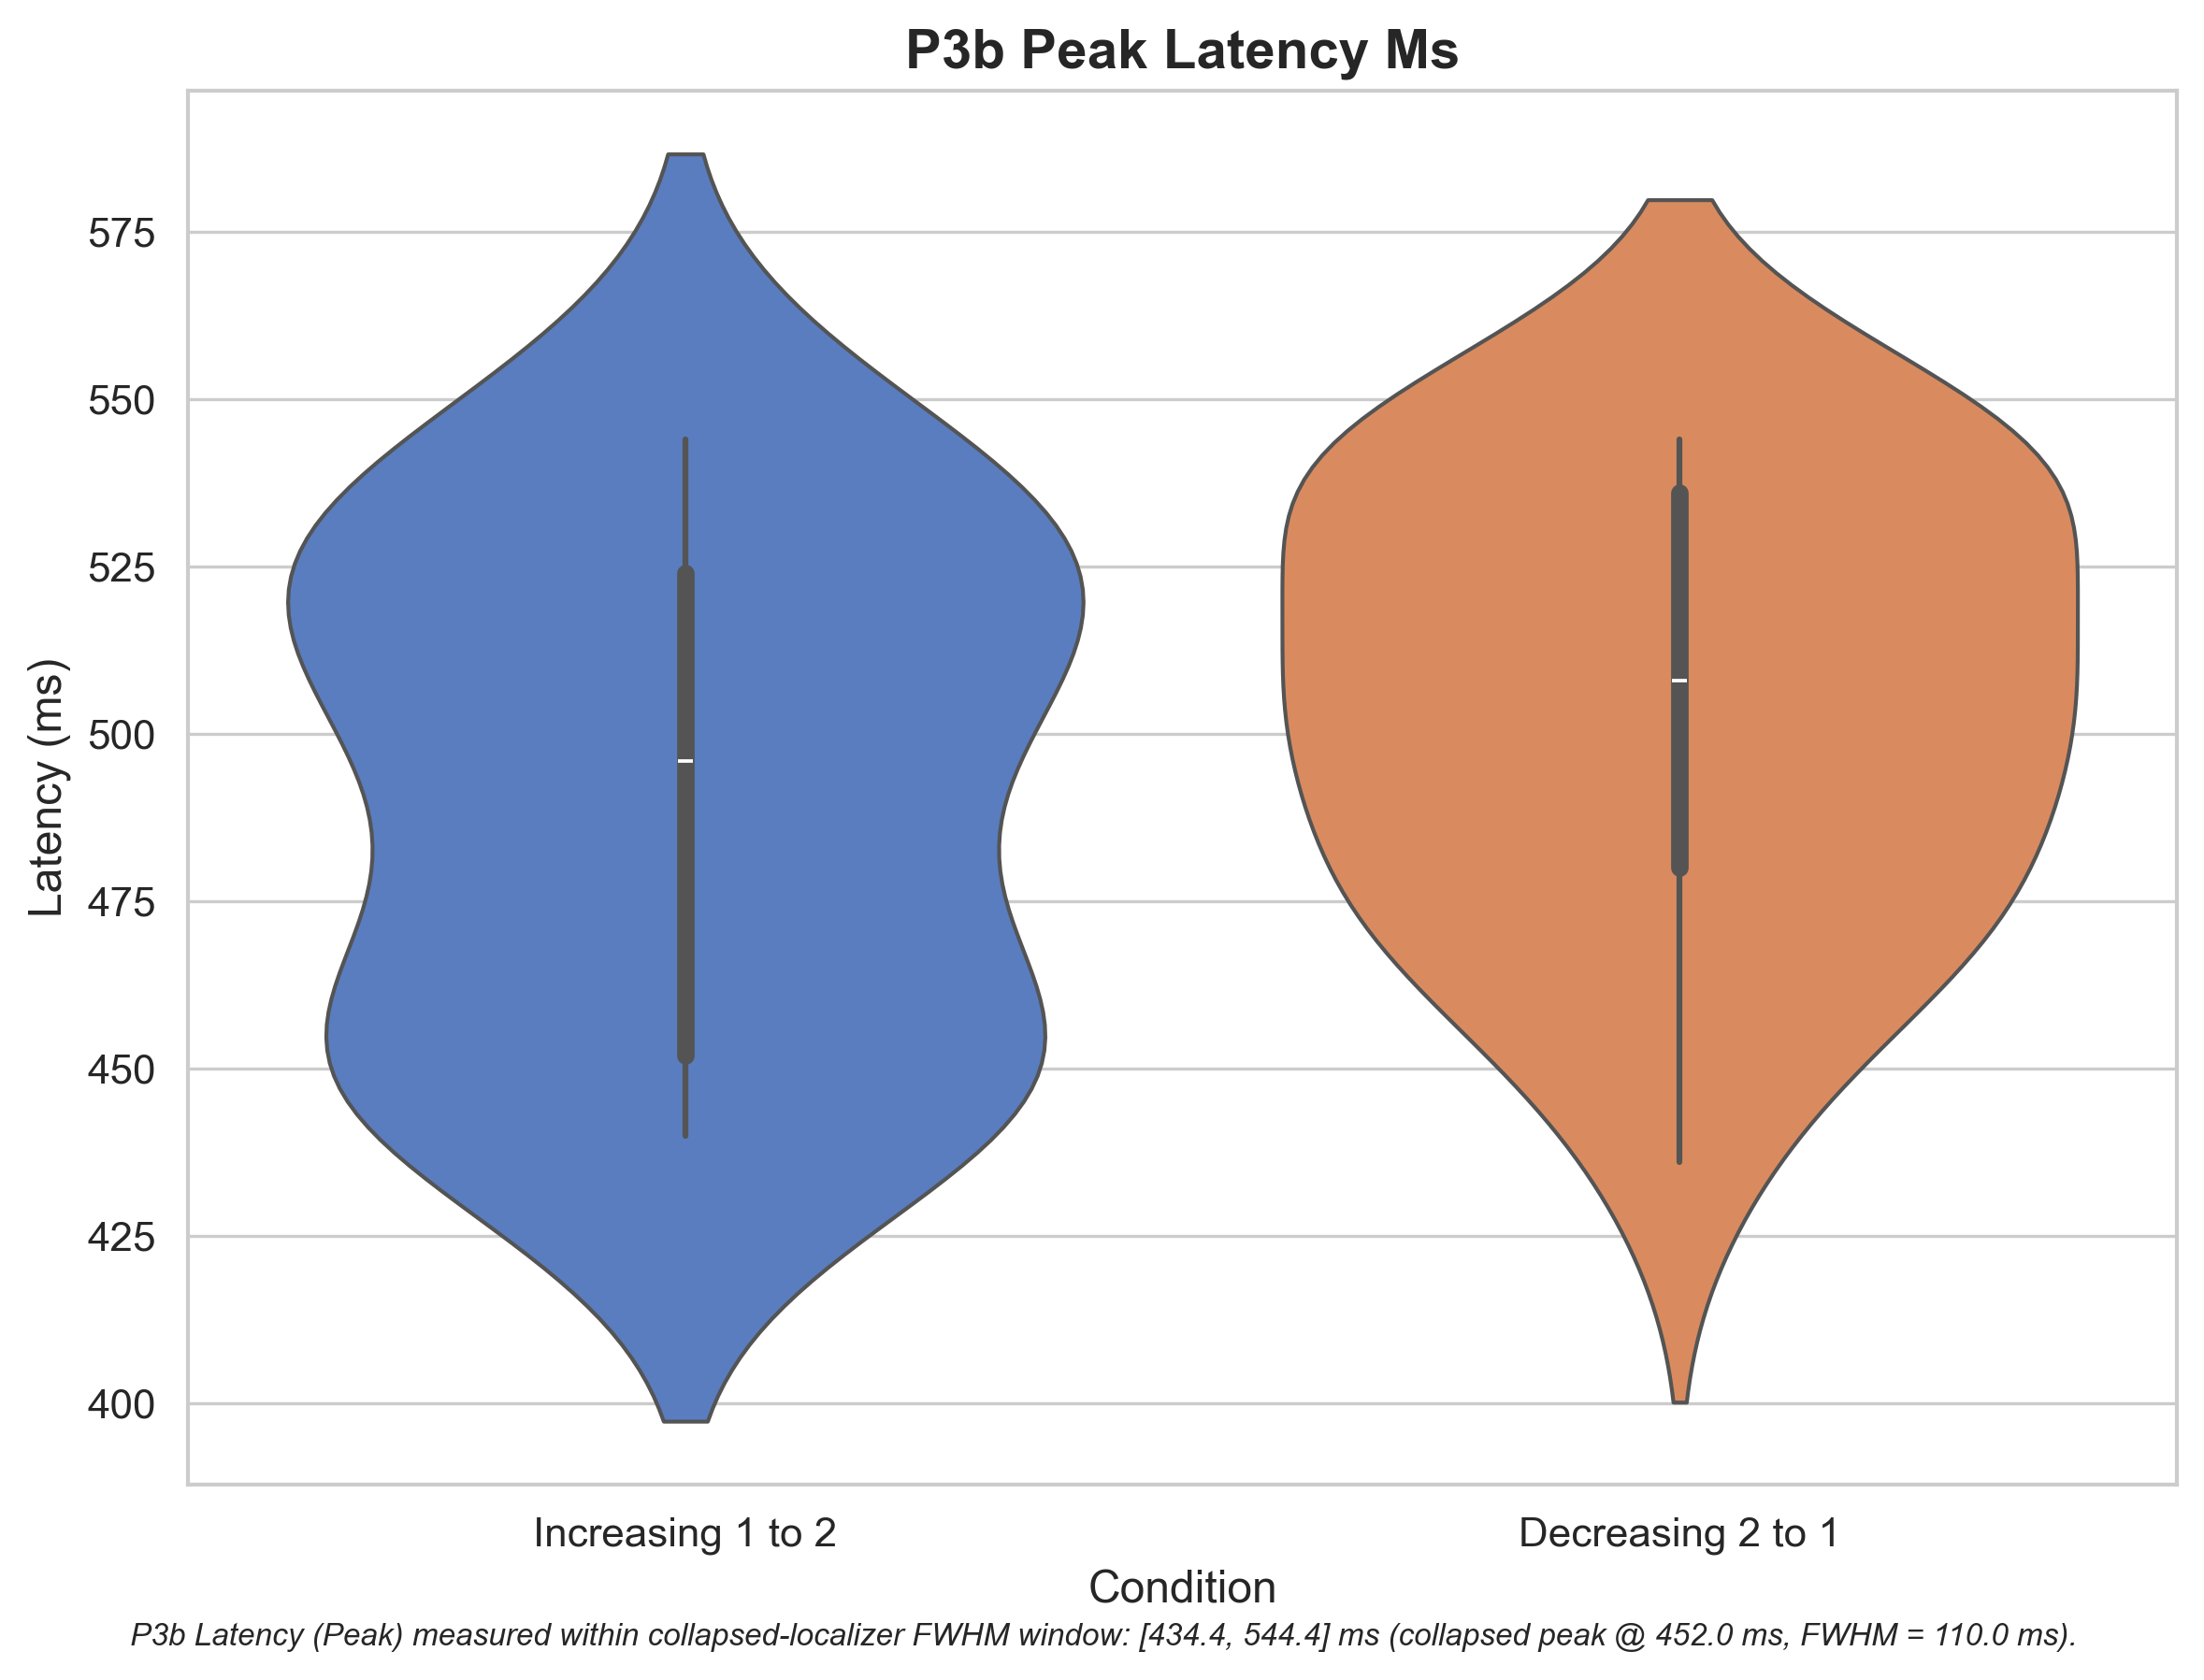 P3b Peak Latency Ms
Latency (ms)
575
550
525
500
475
450
425
400
Increasing 1 to 2
Decreasing 2 to 1
Condition
P3b Latency (Peak) measured within collapsed-localizer FWHM window: [434.4, 544.4] ms (collapsed peak @ 452.0 ms, FWHM = 110.0 ms).